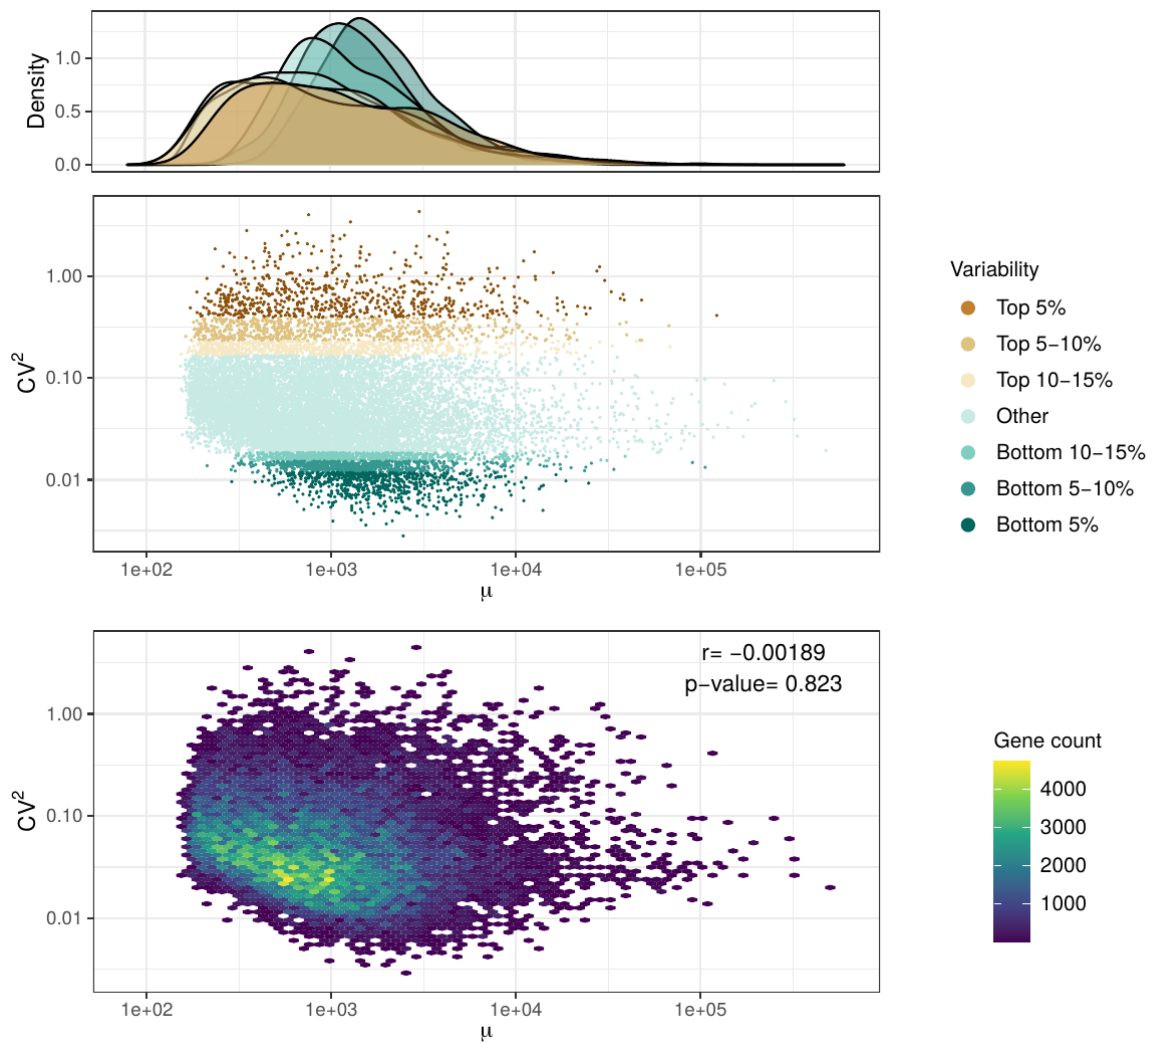 Density
1.0
0.5
0.0
CV²
1.00
0.10
0.01
1e+02
1e+03
1e+04
1e+05
μ
Variability
Top 5%
Top 5−10%
Top 10−15%
Other
Bottom 10−15%
Bottom 5−10%
Bottom 5%
r= −0.00189
p−value= 0.823
CV²
1.00
0.10
0.01
1e+02
1e+03
1e+04
1e+05
μ
Gene count
4000
3000
2000
1000